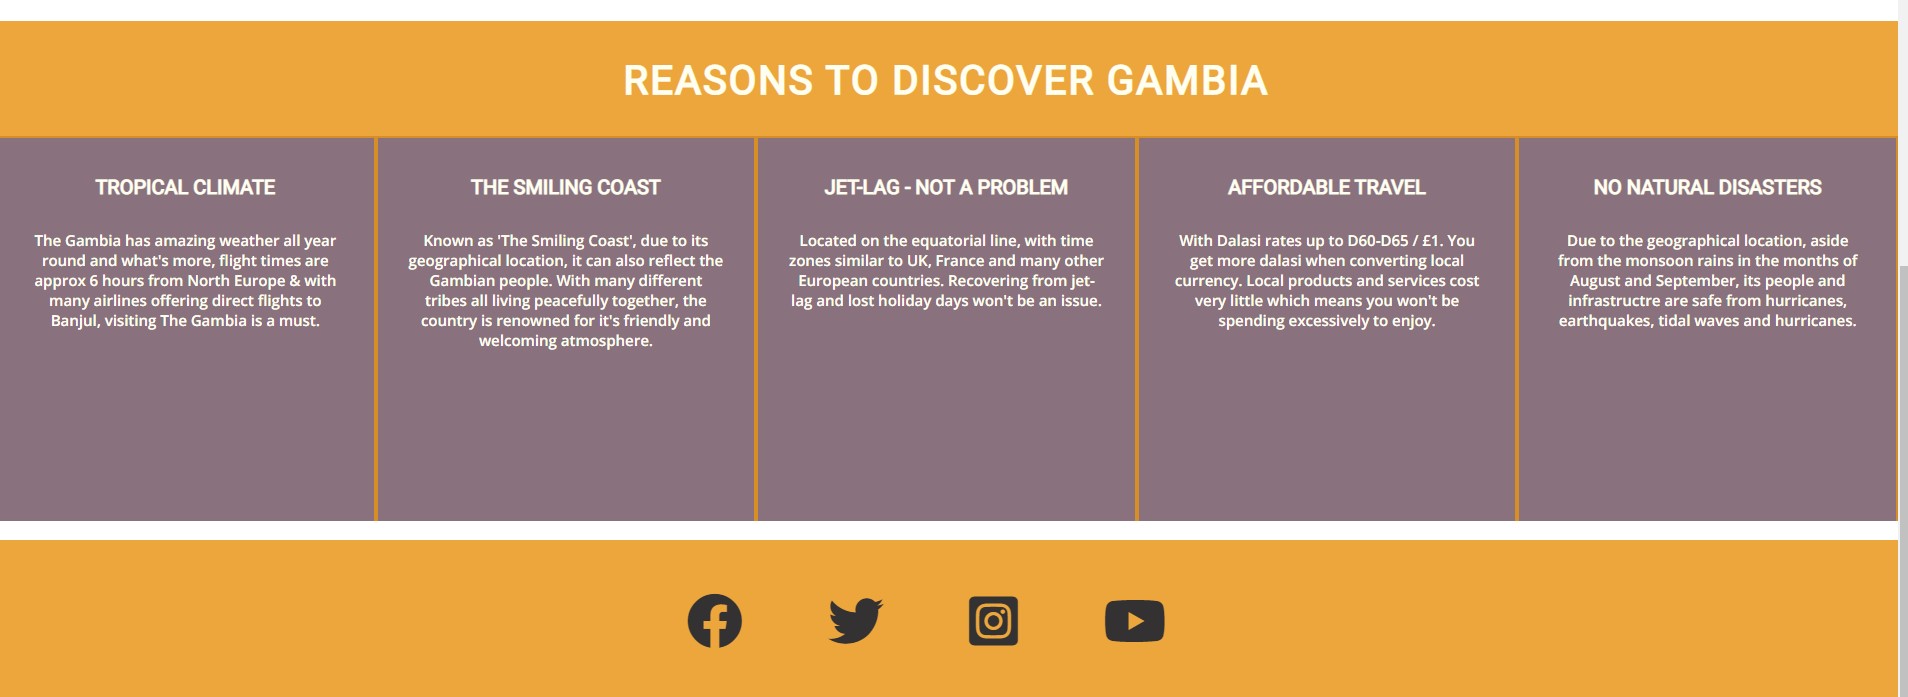 REASONS TO DISCOVER GAMBIA
TROPICAL CLIMATE
The Gambia has amazing weather all year
round and what's more, flight times are
approx 6 hours from North Europe & with
many airlines offering direct flights to
Banjul, visiting The Gambia is a must.
THE SMILING COAST
Known as 'The Smiling Coast', due to its
geographical location, it can also reflect the
Gambian people. With many different
tribes all living peacefully together, the
country is renowned for it's friendly and
welcoming atmosphere.
JET-LAG - NOT A PROBLEM
Located on the equatorial line, with time
zones similar to UK, France and many other
European countries. Recovering from jet-
lag and lost holiday days won't be an issue.
AFFORDABLE TRAVEL
With Dalasi rates up to D60-D65 / £1. You
get more dalasi when converting local
currency. Local products and services cost
very little which means you won't be
spending excessively to enjoy.
NO NATURAL DISASTERS
Due to the geographical location, aside
from the monsoon rains in the months of
August and September, its people and
infrastructre are safe from hurricanes,
earthquakes, tidal waves and hurricanes.